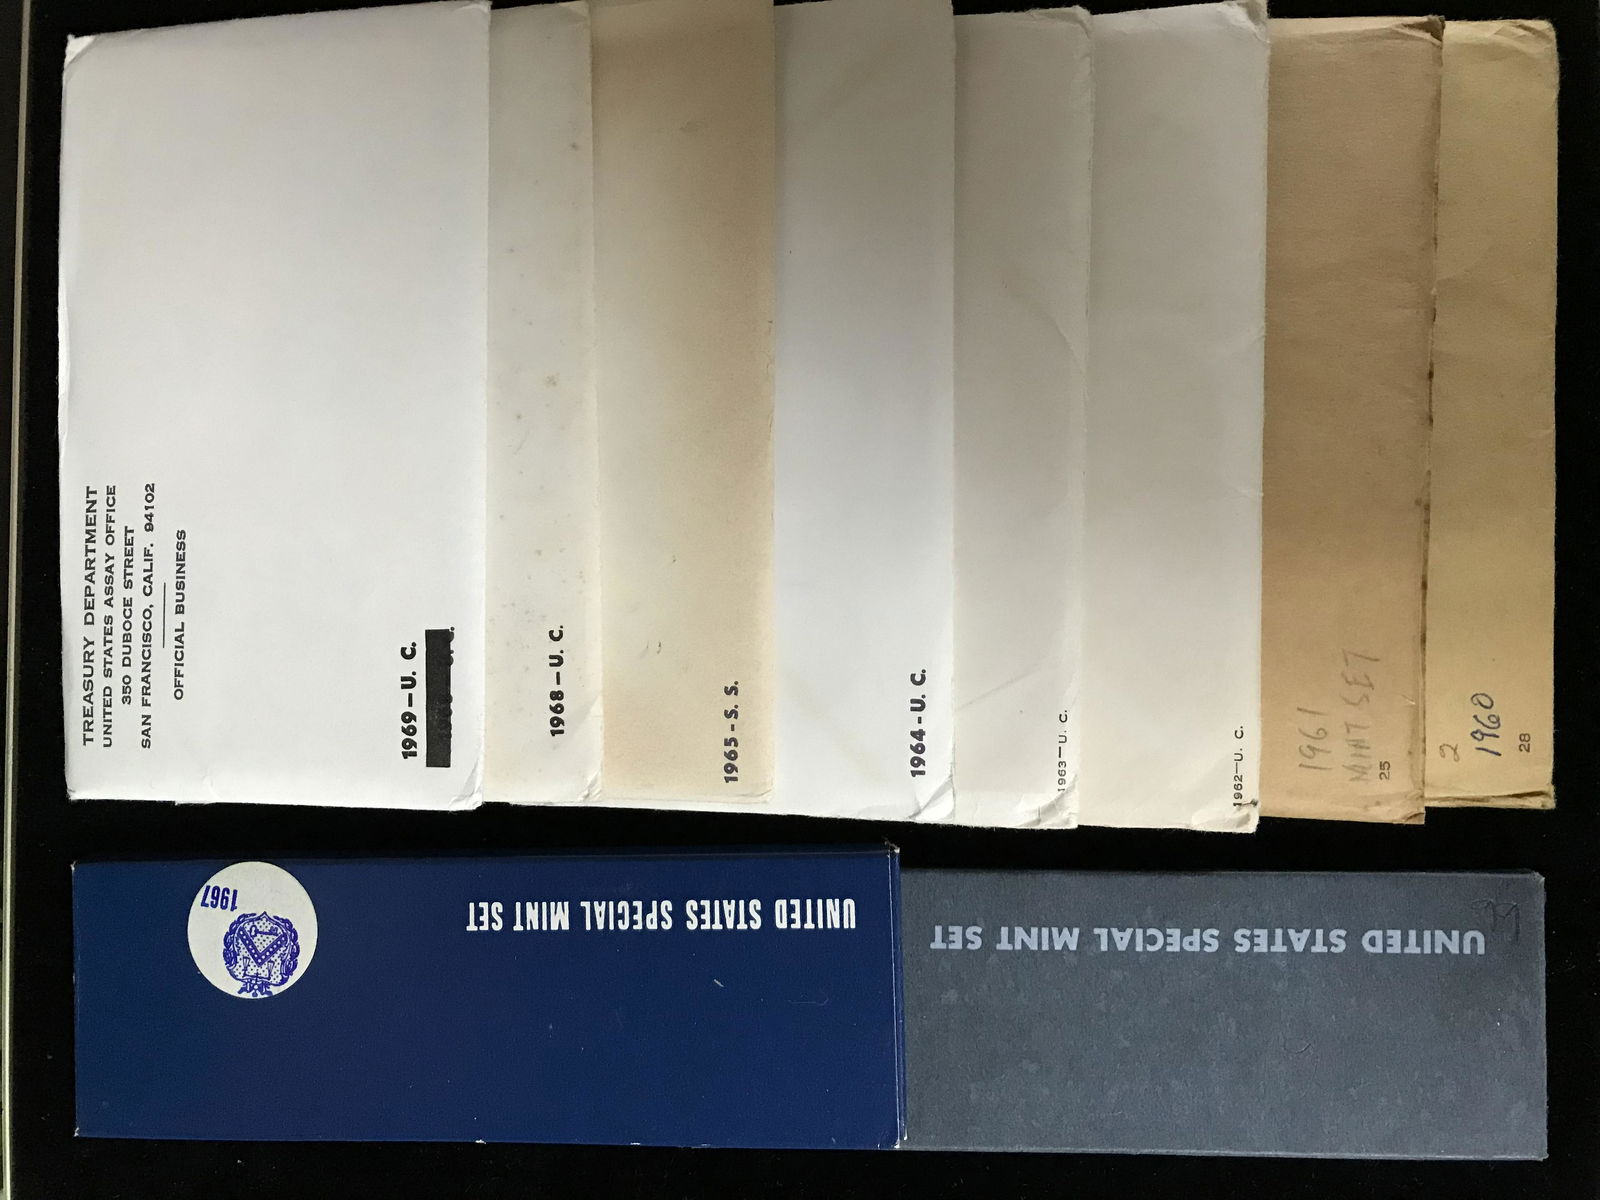 TREASURY DEPARTMENT
UNITED STATES ASSAY OFFICE
350 DUBOCE STREET
SAN FRANCISCO, CALIF. 94102
OFFICIAL BUSINESS
1969-U. C.
1968-U. C.
1965-S. S.
1964-U. C.
1963-U. C.
1962-U. C.
1961
MINT SET
25
2
1960
28
1967
UNITED STATES SPECIAL MINT SET
UNITED STATES SPECIAL MINT SET